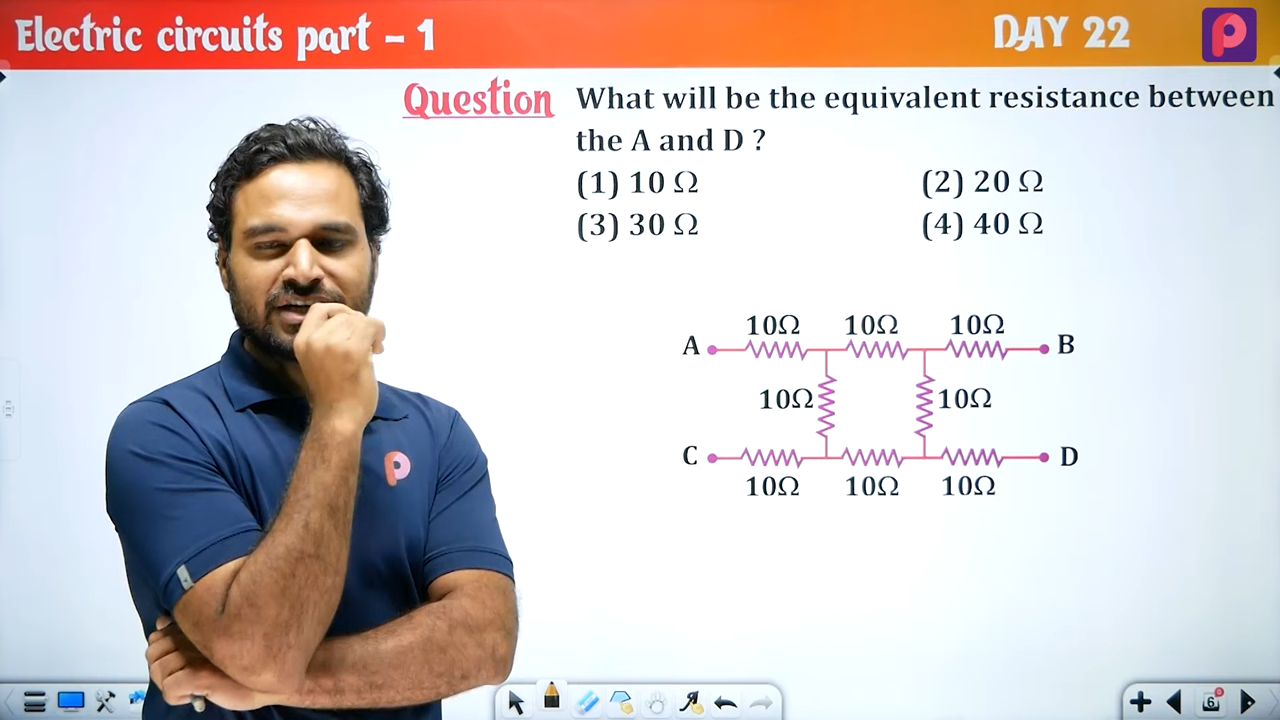 Electric circuits part – 1
DAY 22
Question What will be the equivalent resistance between
the A and D ?
(1) 10 Ω (2) 20 Ω
(3) 30 Ω (4) 40 Ω
10Ω 10Ω 10Ω
A B
10Ω 10Ω
C D
10Ω 10Ω 10Ω
6